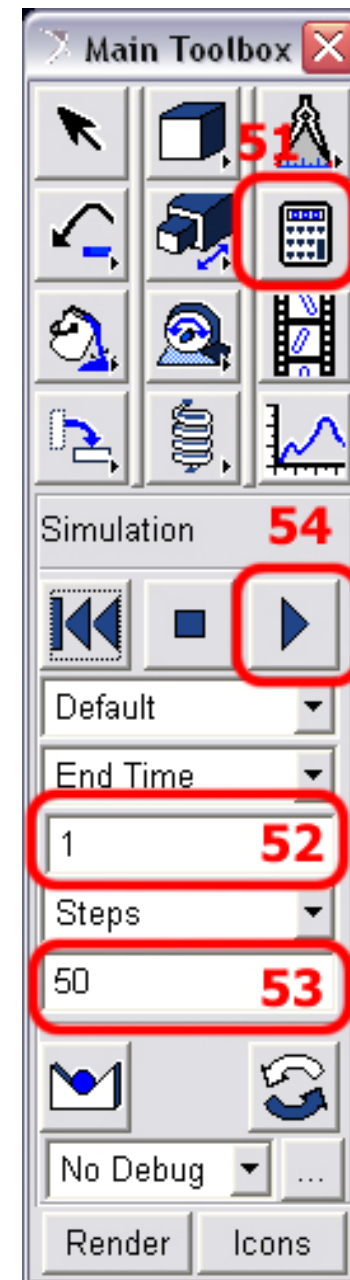 Main Toolbox
51
Simulation
54
Default
End Time
1
52
Steps
50
53
No Debug
...
Render
Icons